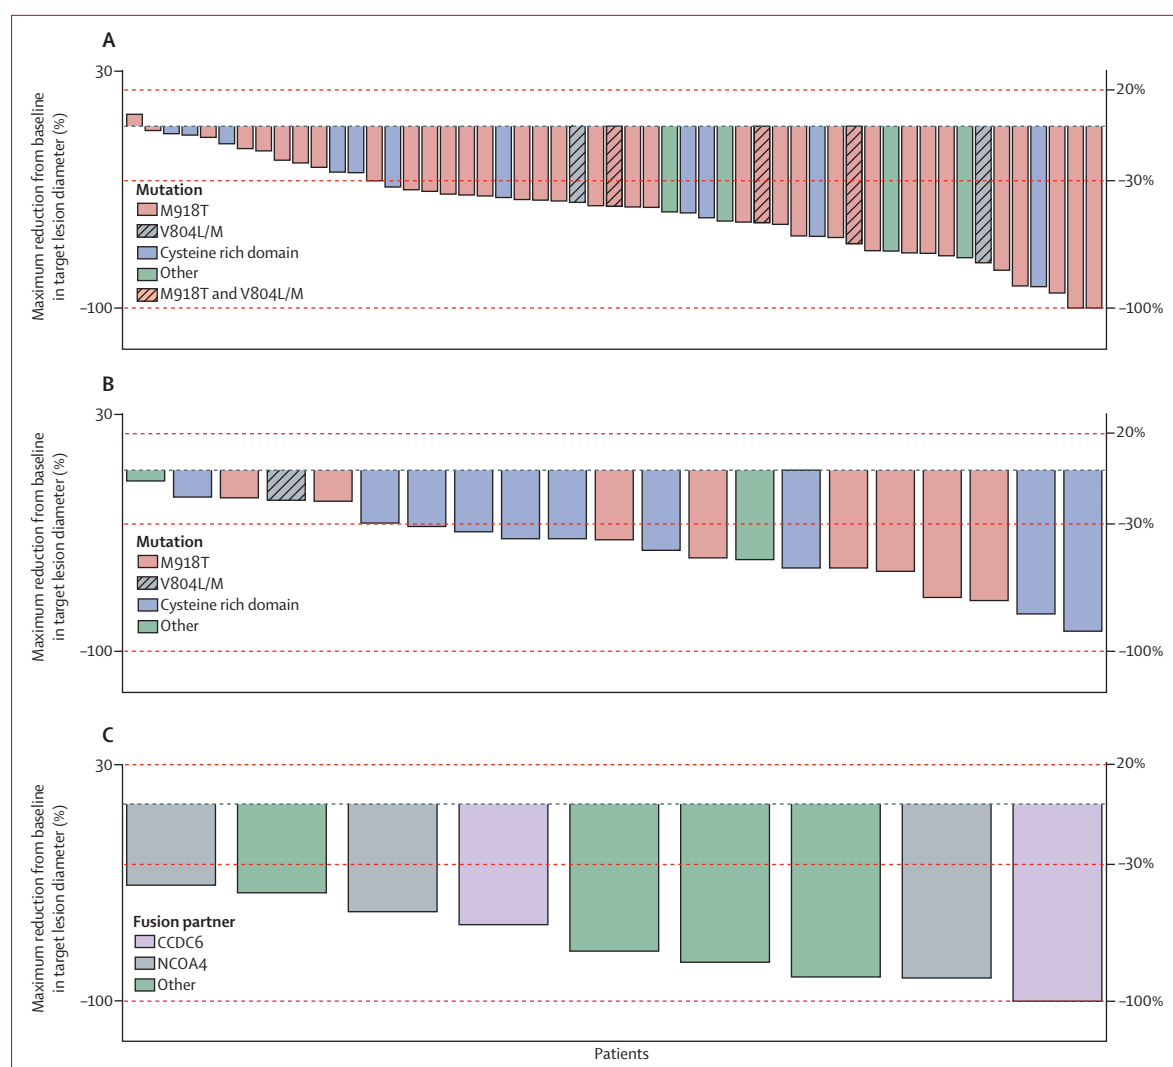 A
30
20%
Maximum reduction from baseline
in target lesion diameter (%)
–30%
Mutation
M918T
V804L/M
Cysteine rich domain
Other
M918T and V804L/M
–100
–100%
B
30
20%
Maximum reduction from baseline
in target lesion diameter (%)
–30%
Mutation
M918T
V804L/M
Cysteine rich domain
Other
–100
–100%
C
30
20%
Maximum reduction from baseline
in target lesion diameter (%)
–30%
Fusion partner
CCDC6
NCOA4
Other
–100
–100%
Patients